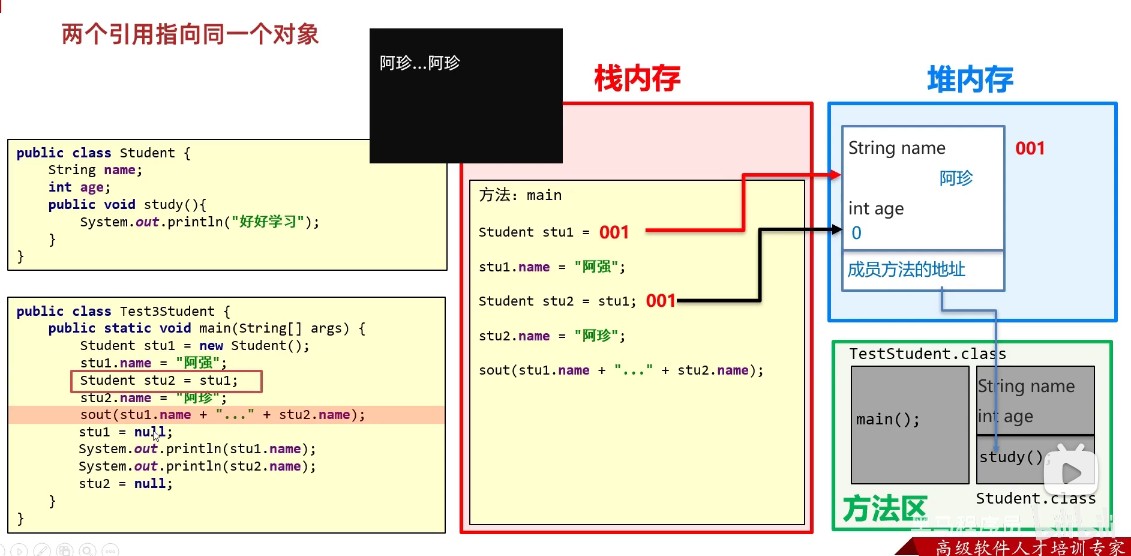 两个引用指向同一个对象
阿珍...阿珍
栈内存
堆内存
public class Student {
String name;
int age;
public void study(){
System.out.println("好好学习");
}
}
public class Test3Student {
public static void main(String[] args) {
Student stu1 = new Student();
stu1.name = "阿强";
Student stu2 = stu1;
stu2.name = "阿珍";
sout(stu1.name + "..." + stu2.name);
stu1 = null;
System.out.println(stu1.name);
System.out.println(stu2.name);
stu2 = null;
}
}
方法：main
Student stu1 = 001
stu1.name = "阿强";
Student stu2 = stu1; 001
stu2.name = "阿珍";
sout(stu1.name + "..." + stu2.name);
String name
001
阿珍
int age
0
成员方法的地址
TestStudent.class
main();
String name
int age
study();
Student.class
方法区
高级软件人才培训专家